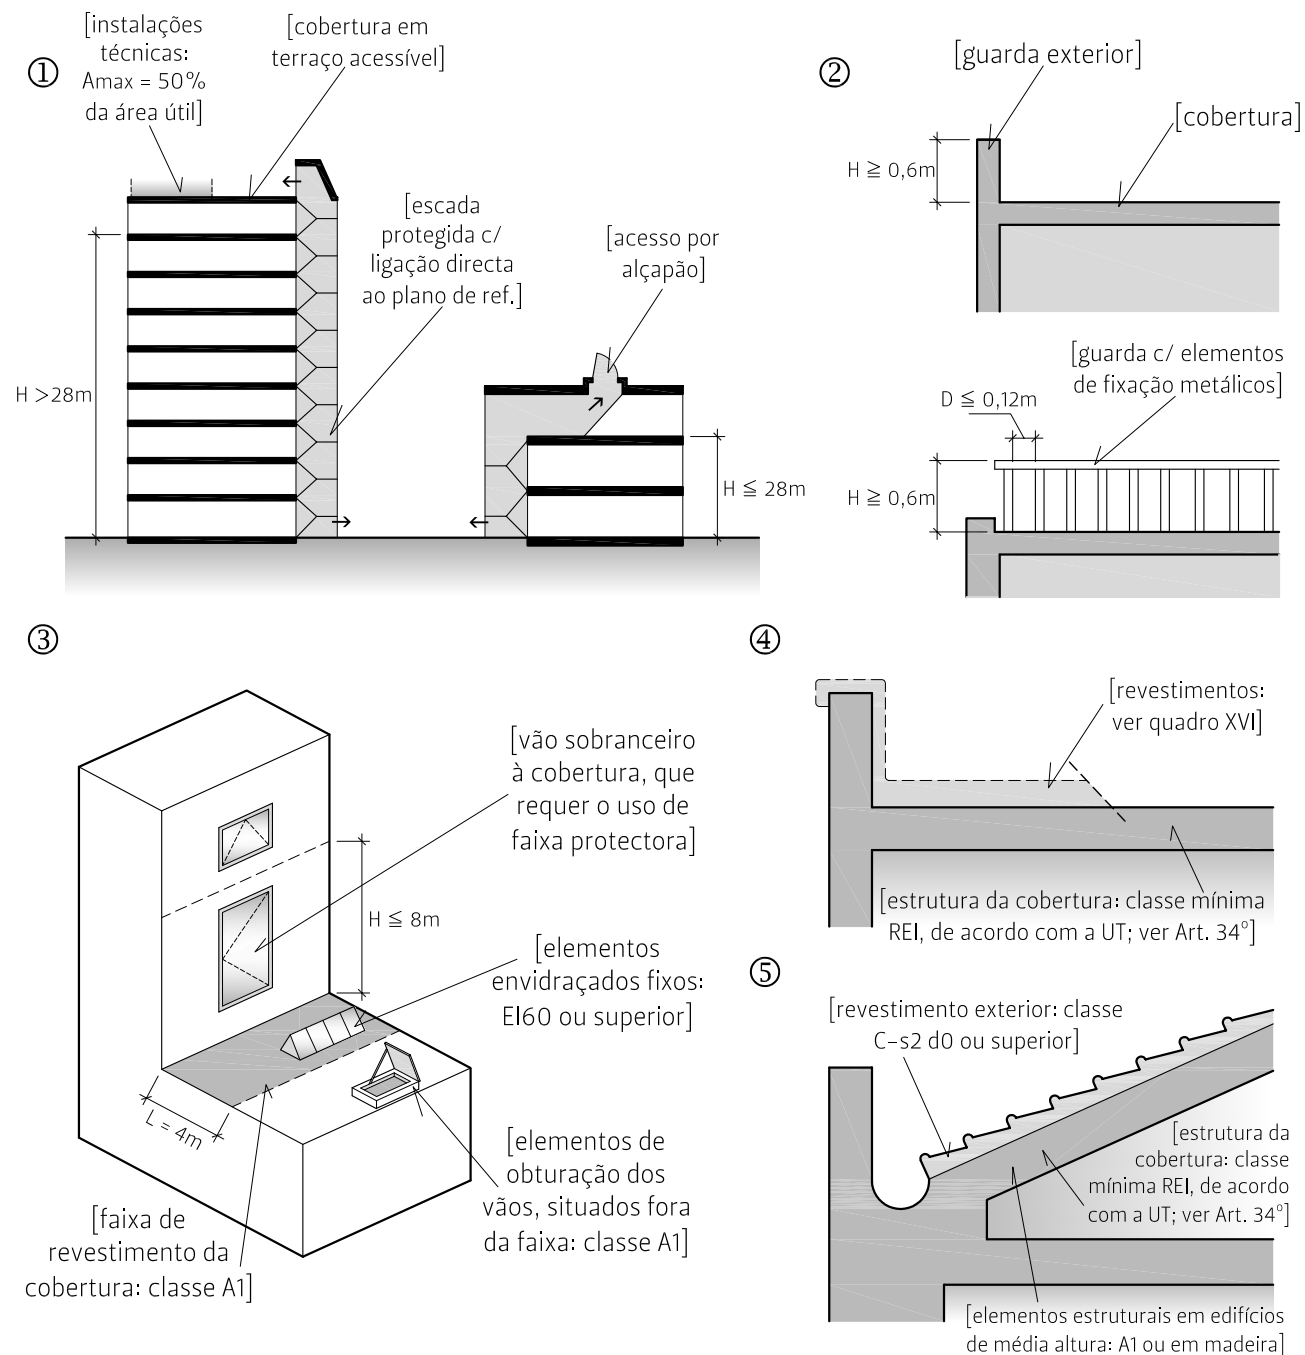 ①
[instalações
técnicas:
Amax = 50%
da área útil]
[cobertura em
terraço acessível]
[escada
protegida c/
ligação directa
ao plano de ref.]
[acesso por
alçapão]
H >28m
H ≦ 28m
②
[guarda exterior]
[cobertura]
H ≧ 0,6m
[guarda c/ elementos
de fixação metálicos]
D ≦ 0,12m
H ≧ 0,6m
③
[vão sobranceiro
à cobertura, que
requer o uso de
faixa protectora]
H ≦ 8m
[elementos
envidraçados fixos:
EI60 ou superior]
L = 4m
[elementos de
obturação dos
vãos, situados fora
da faixa: classe A1]
[faixa de
revestimento da
cobertura: classe A1]
④
[revestimentos:
ver quadro XVI]
[estrutura da cobertura: classe mínima
REI, de acordo com a UT; ver Art. 34º]
⑤
[revestimento exterior: classe
C-s2 d0 ou superior]
[estrutura da
cobertura: classe
mínima REI, de acordo
com a UT; ver Art. 34º]
[elementos estruturais em edifícios
de média altura: A1 ou em madeira]